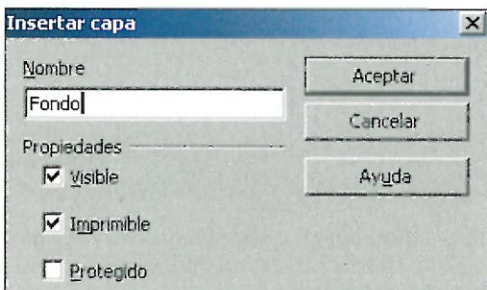 Insertar capa
Nombre
Fondo
Propiedades
Visible
Imprimible
Protegido
Aceptar
Cancelar
Ayuda